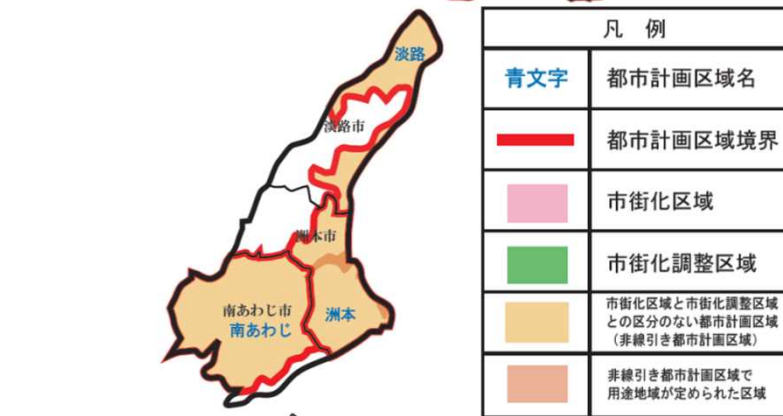 淡路
淡路市
洲本市
南あわじ市
南あわじ
洲本
凡 例
青文字
都市計画区域名
都市計画区域境界
市街化区域
市街化調整区域
市街化区域と市街化調整区域
との区分のない都市計画区域
(非線引き都市計画区域)
非線引き都市計画区域で
用途地域が定められた区域